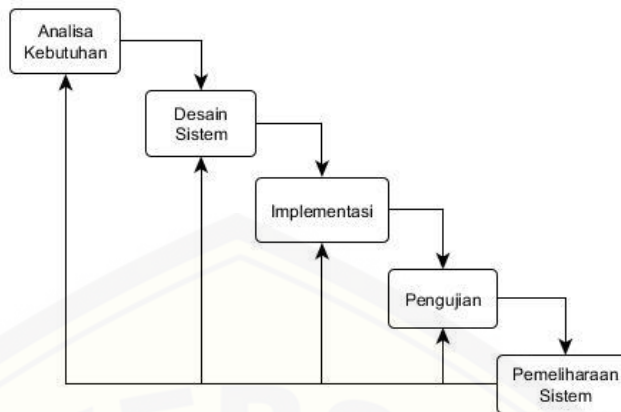 Analisa
Kebutuhan
Desain
Sistem
Implementasi
Pengujian
Pemeliharaan
Sistem